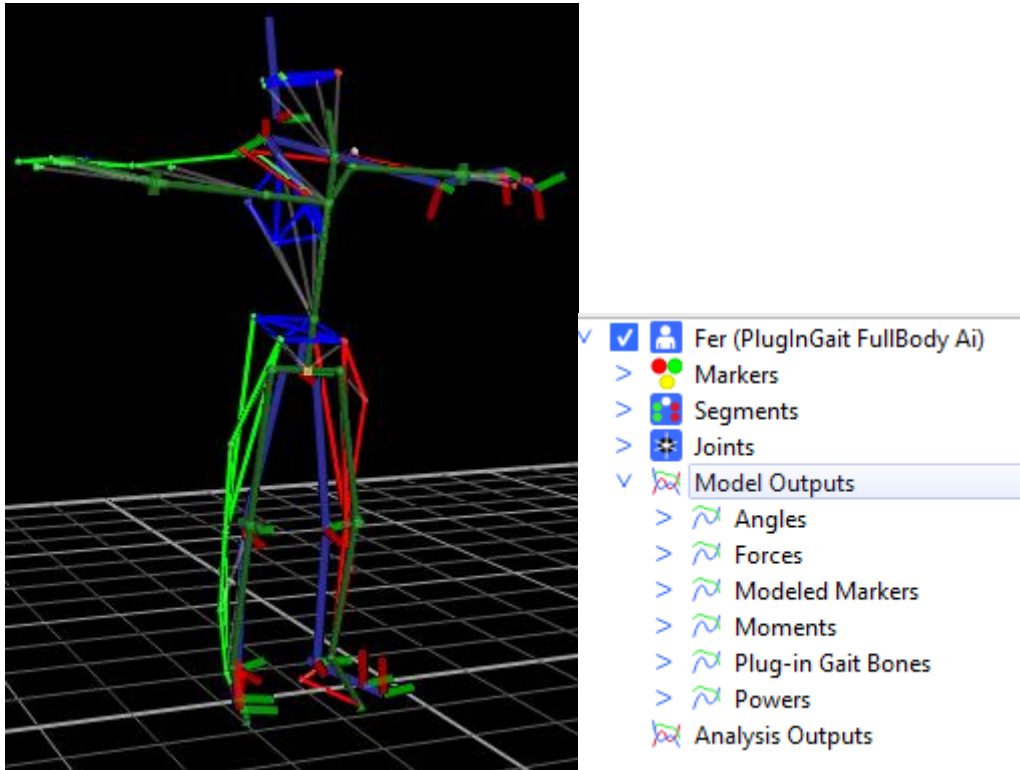 Fer (PlugInGait FullBody Ai)
Markers
Segments
Joints
Model Outputs
Angles
Forces
Modeled Markers
Moments
Plug-in Gait Bones
Powers
Analysis Outputs